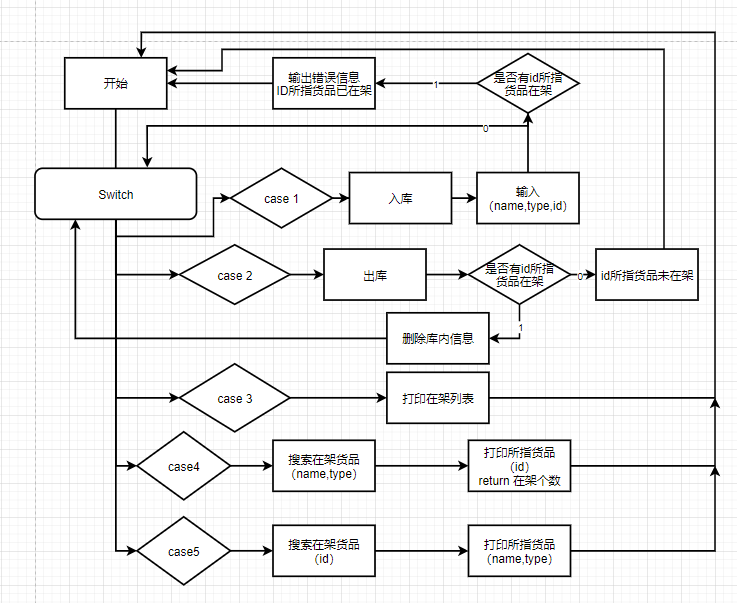 开始
输出错误信息
ID所指货品已在架
1
是否有id所指
货品在架
0
Switch
case 1
入库
输入
（name,type,id）
case 2
出库
是否有id所指
货品在架
0
id所指货品未在架
1
删除库内信息
case 3
打印在架列表
case4
搜索在架货品
（name,type）
打印所指货品
（id）
return 在架个数
case5
搜索在架货品
（id）
打印所指货品
（name,type）